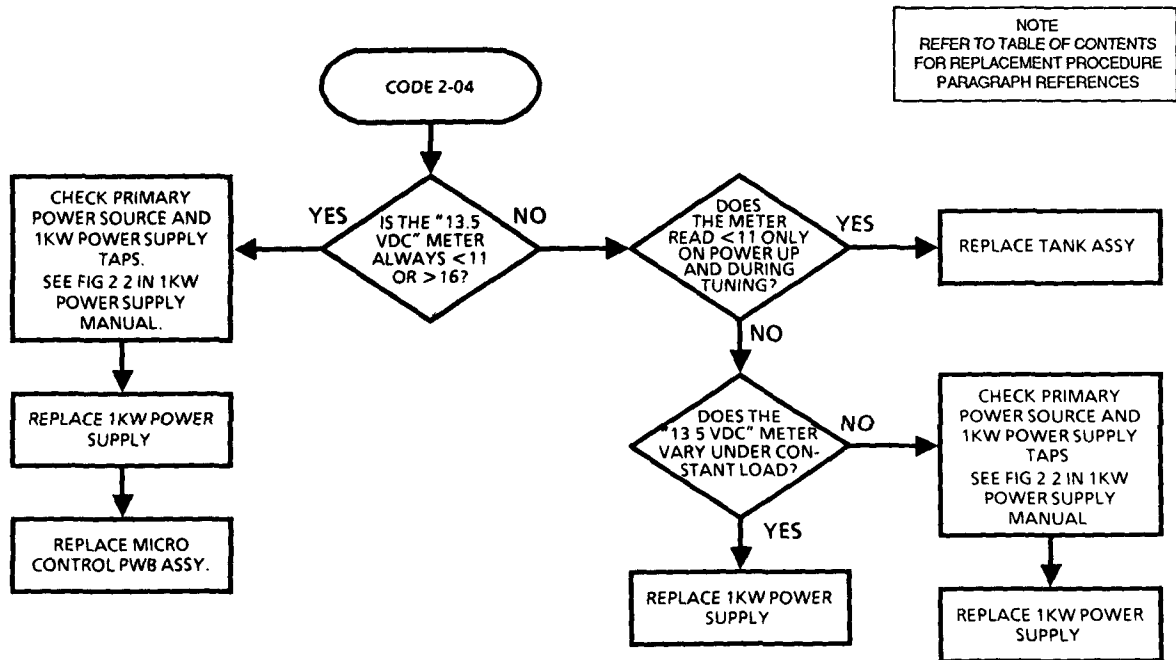 NOTE
REFER TO TABLE OF CONTENTS
FOR REPLACEMENT PROCEDURE
PARAGRAPH REFERENCES
CODE 2-04
IS THE "13.5
VDC" METER
ALWAYS <11
OR >16?
YES
NO
CHECK PRIMARY
POWER SOURCE AND
1KW POWER SUPPLY
TAPS.
SEE FIG 2 2 IN 1KW
POWER SUPPLY
MANUAL.
REPLACE 1KW POWER
SUPPLY
REPLACE MICRO
CONTROL PWB ASSY.
DOES
THE METER
READ <11 ONLY
ON POWER UP
AND DURING
TUNING?
YES
REPLACE TANK ASSY
NO
DOES THE
"13 5 VDC" METER
VARY UNDER CON-
STANT LOAD?
NO
CHECK PRIMARY
POWER SOURCE AND
1KW POWER SUPPLY
TAPS
SEE FIG 2 2 IN 1KW
POWER SUPPLY
MANUAL
YES
REPLACE 1KW POWER
SUPPLY
REPLACE 1KW POWER
SUPPLY